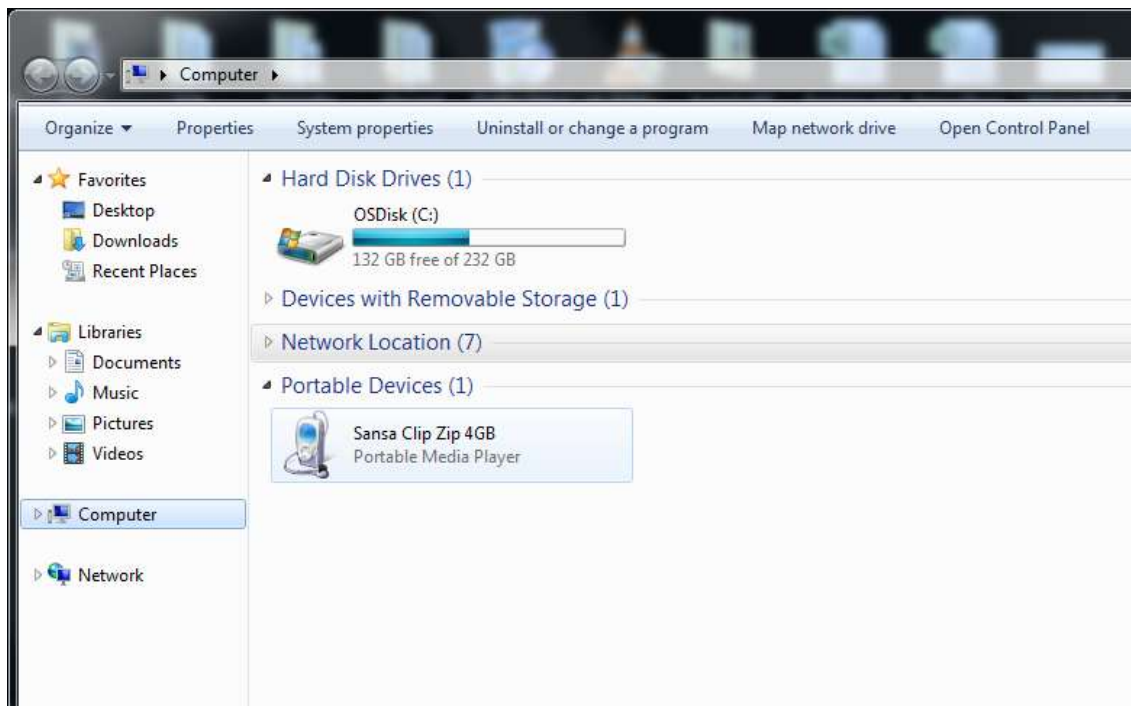 Computer
Organize Properties System properties Uninstall or change a program Map network drive Open Control Panel
Favorites
Desktop
Downloads
Recent Places
Libraries
Documents
Music
Pictures
Videos
Computer
Network
Hard Disk Drives (1)
OSDisk (C:)
132 GB free of 232 GB
Devices with Removable Storage (1)
Network Location (7)
Portable Devices (1)
Sansa Clip Zip 4GB
Portable Media Player